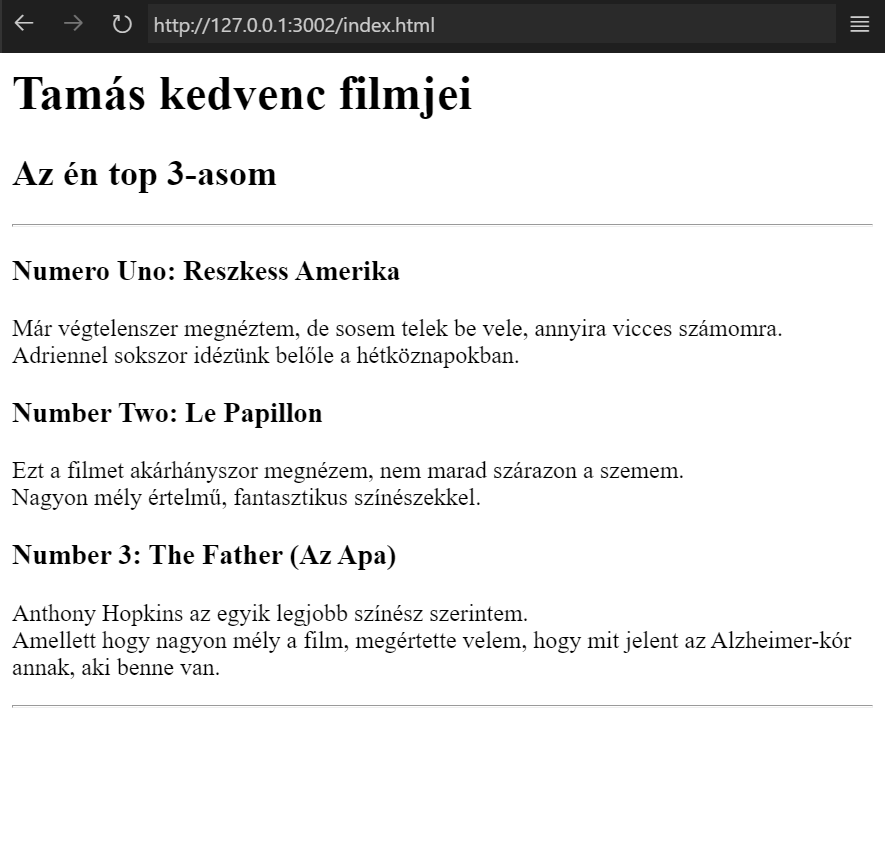 http://127.0.0.1:3002/index.html
Tamás kedvenc filmjei
Az én top 3-asom
Numero Uno: Reszkess Amerika
Már végtelenszer megnéztem, de sosem telek be vele, annyira vicces számomra.
Adriennel sokszor idézünk belőle a hétköznapokban.
Number Two: Le Papillon
Ezt a filmet akárhányszor megnézem, nem marad szárazon a szemem.
Nagyon mély értelmű, fantasztikus színészekkel.
Number 3: The Father (Az Apa)
Anthony Hopkins az egyik legjobb színész szerintem.
Amellett hogy nagyon mély a film, megértette velem, hogy mit jelent az Alzheimer-kór
annak, aki benne van.